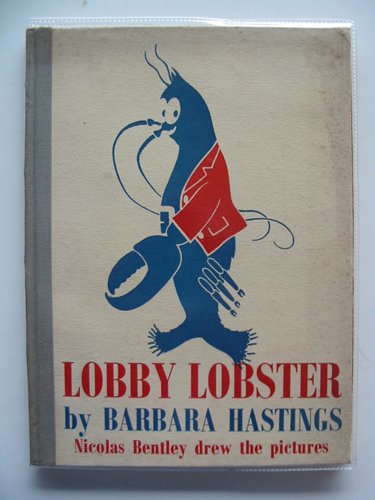 LOBBY LOBSTER
by BARBARA HASTINGS
Nicolas Bentley drew the pictures